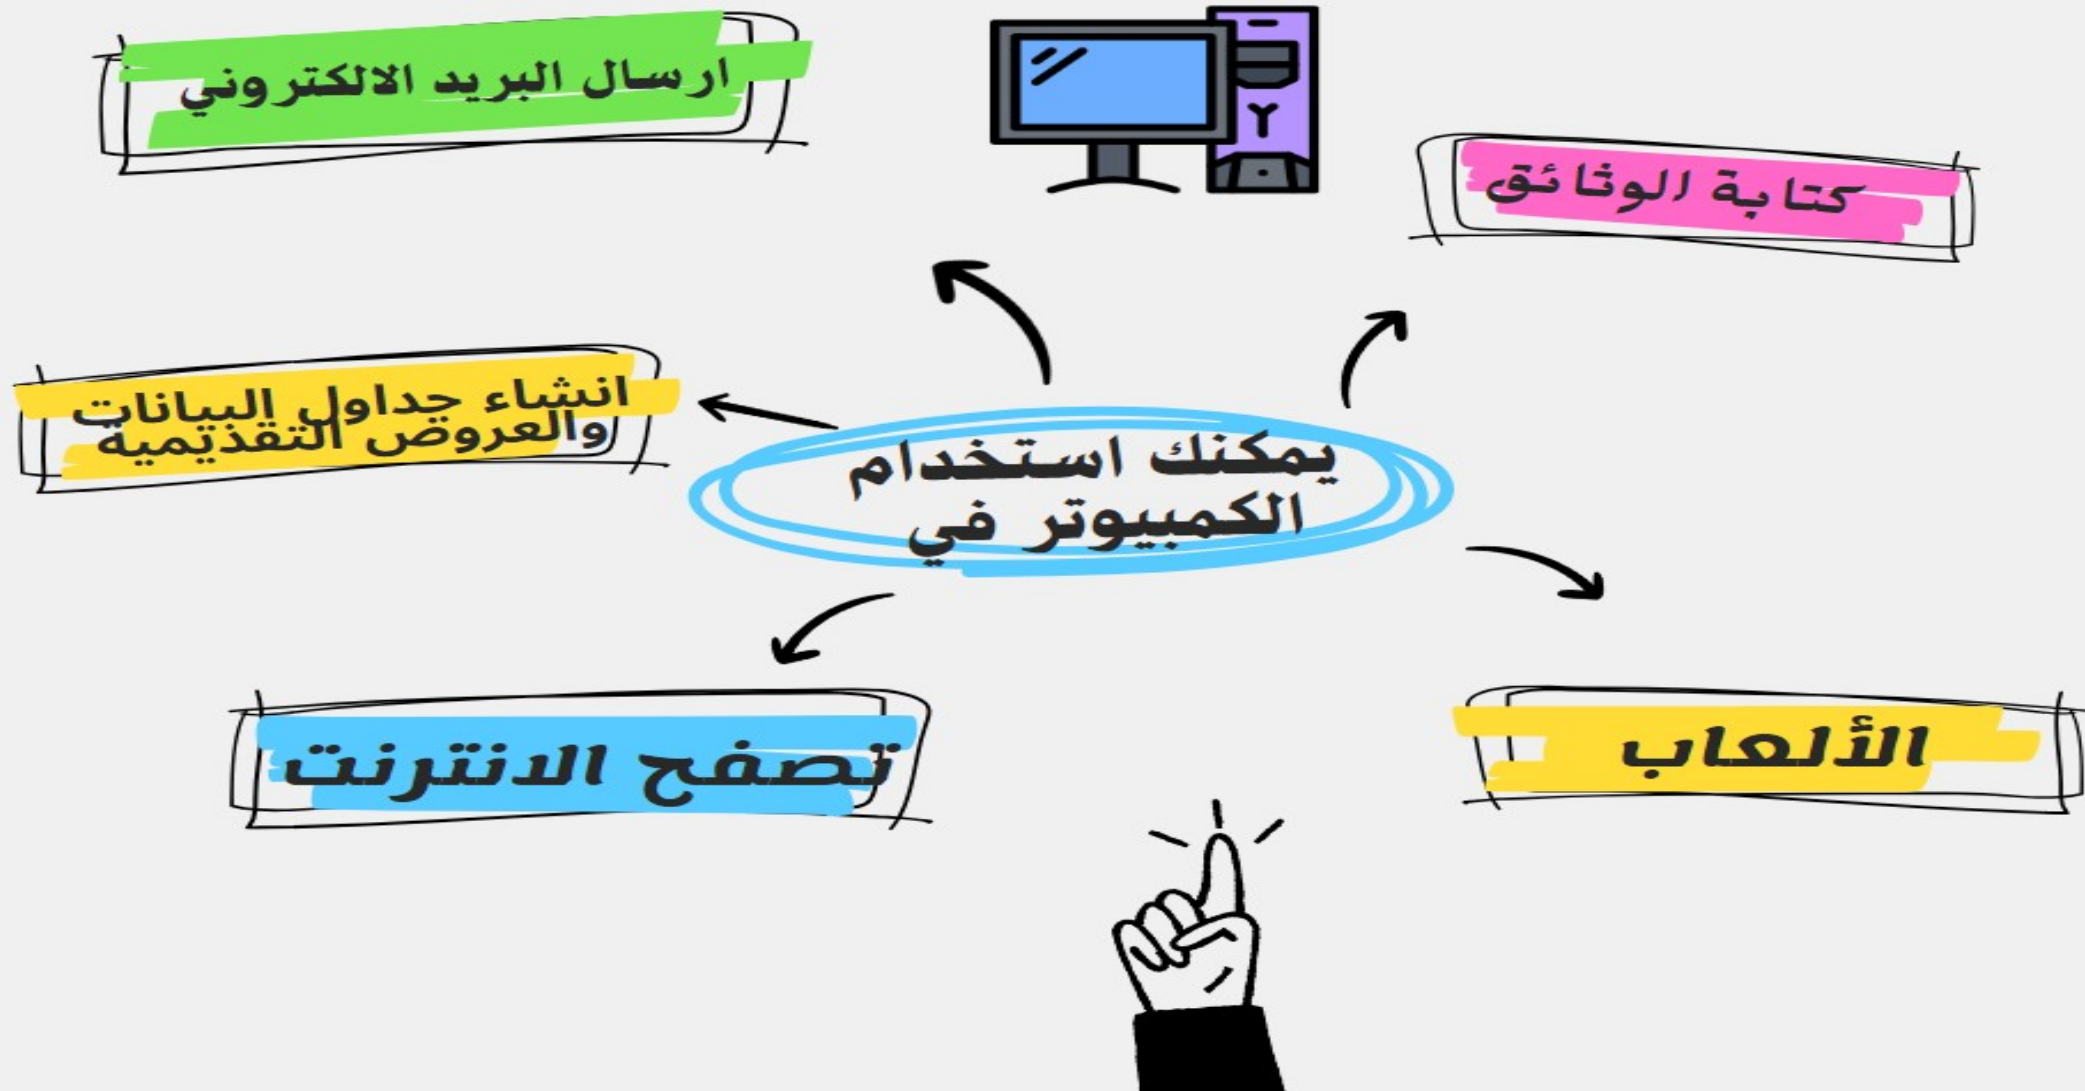 ارسال البريد الالكتروني
كتابة الوثائق
انشاء جداول البيانات
والعروض التقديمية
يمكنك استخدام
الكمبيوتر في
تصفح الانترنت
الألعاب